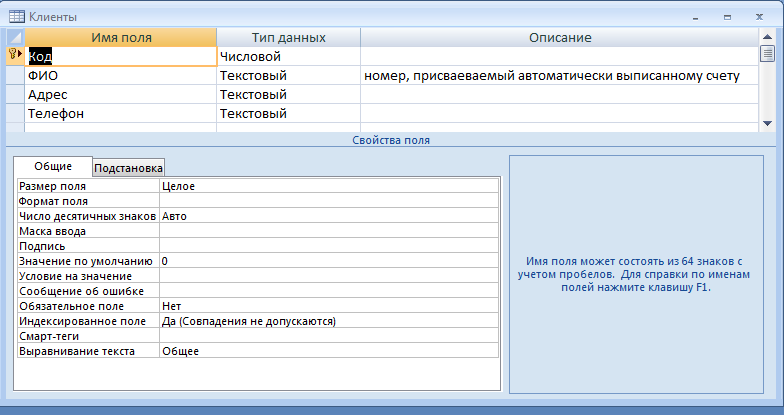 Клиенты
Имя поля Тип данных Описание
Код Числовой
ФИО Текстовый номер, присваеваемый автоматически выписанному счету
Адрес Текстовый
Телефон Текстовый
Свойства поля
Общие Подстановка
Размер поля Целое
Формат поля
Число десятичных знаков Авто
Маска ввода
Подпись
Значение по умолчанию 0
Условие на значение
Сообщение об ошибке
Обязательное поле Нет
Индексированное поле Да (Совпадения не допускаются)
Смарт-теги
Выравнивание текста Общее
Имя поля может состоять из 64 знаков с
учетом пробелов. Для справки по именам
полей нажмите клавишу F1.